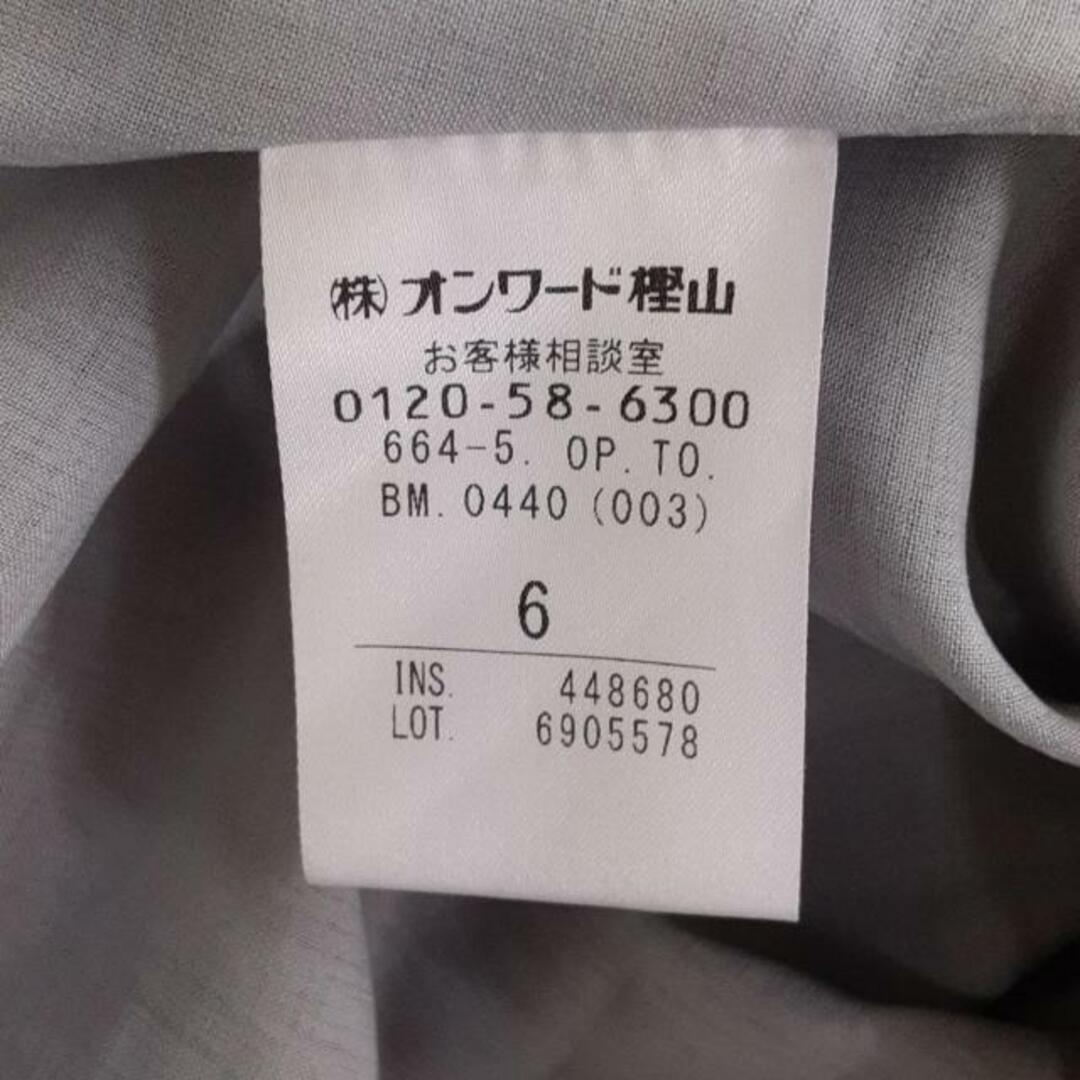 (株)オンワード樫山
お客様相談室
0120-58-6300
664-5. OP. TO.
BM. 0440 (003)
6
INS. 448680
LOT. 6905578